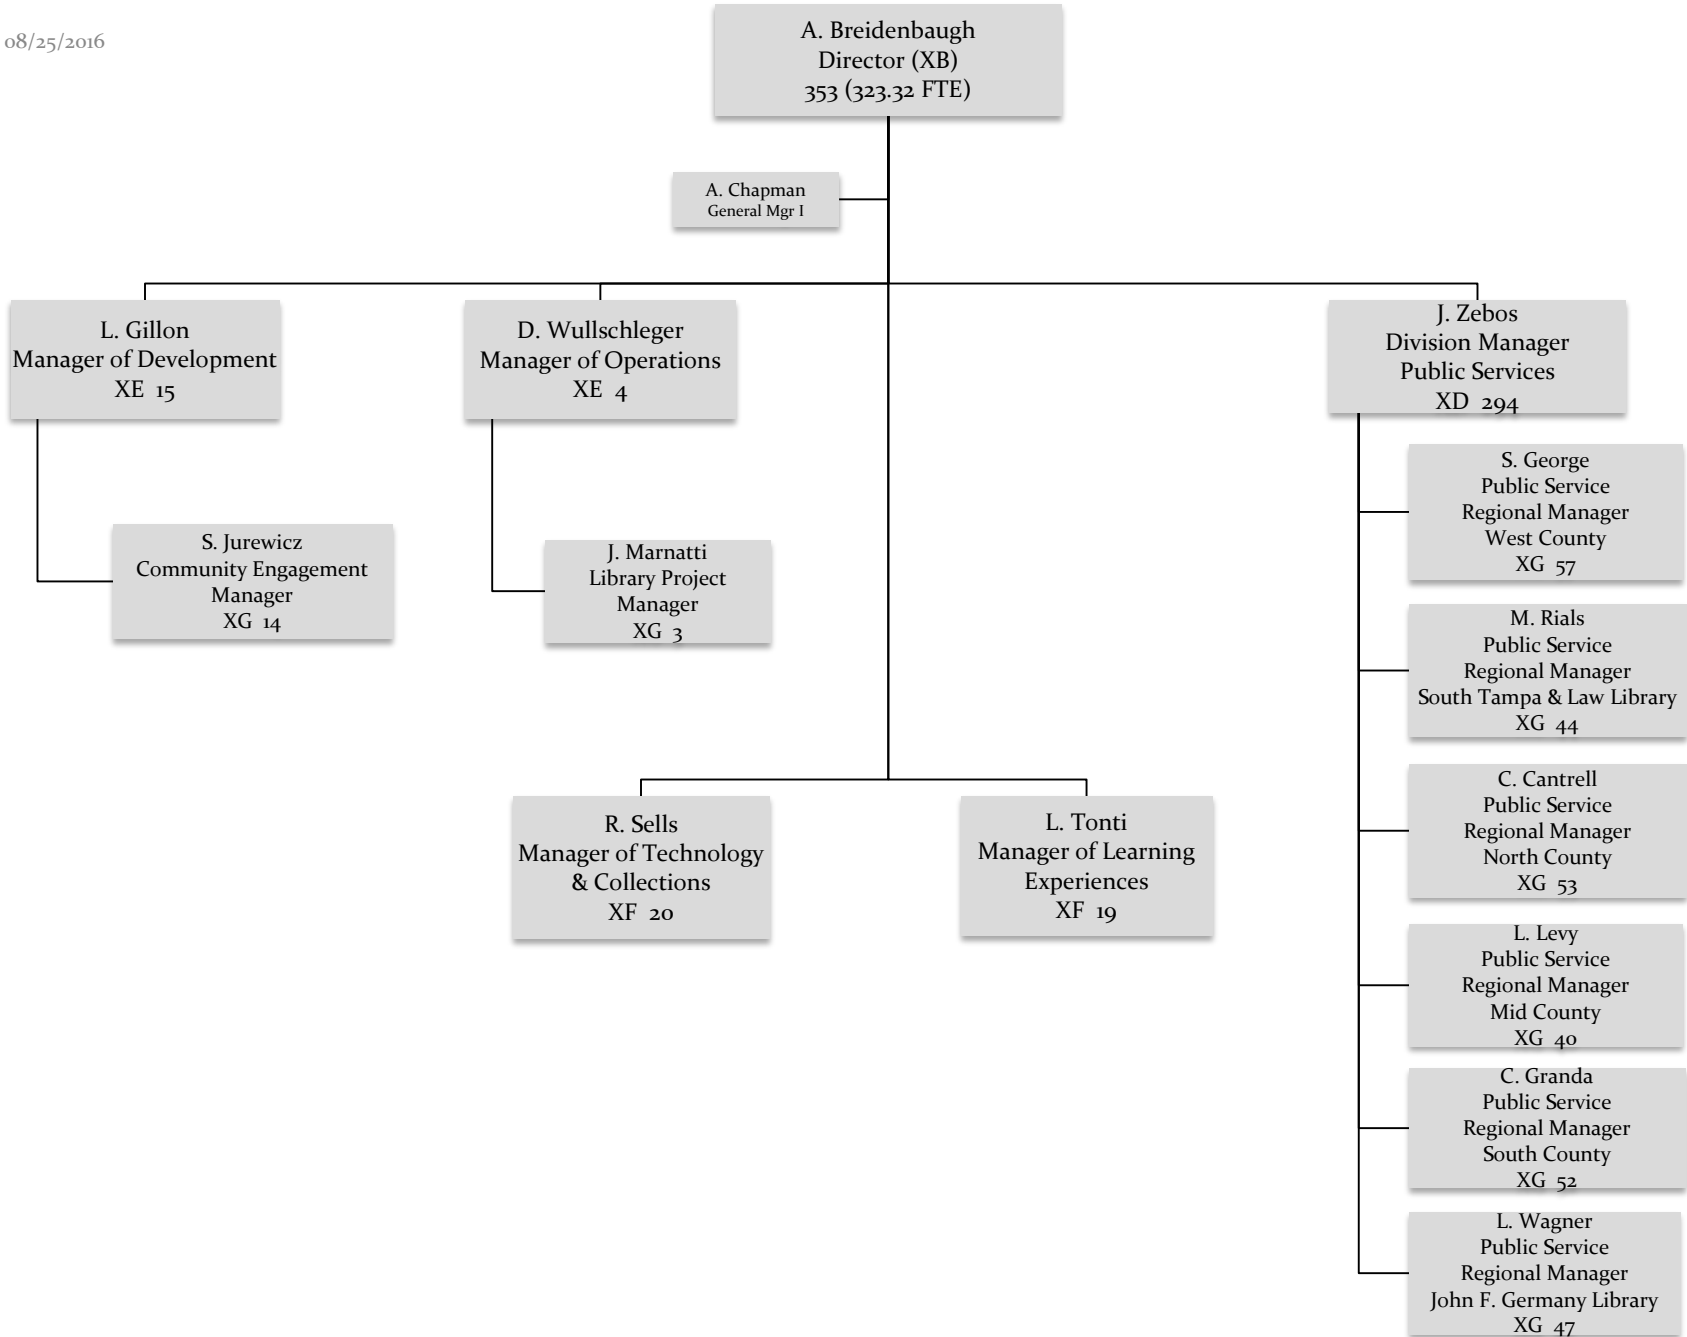 08/25/2016
A. Breidenbaugh
Director (XB)
353 (323.32 FTE)
A. Chapman
General Mgr I
L. Gillon
Manager of Development
XE 15
D. Wullschleger
Manager of Operations
XE 4
J. Zebos
Division Manager
Public Services
XD 294
S. Jurewicz
Community Engagement
Manager
XG 14
J. Marnatti
Library Project
Manager
XG 3
S. George
Public Service
Regional Manager
West County
XG 57
M. Rials
Public Service
Regional Manager
South Tampa & Law Library
XG 44
R. Sells
Manager of Technology
& Collections
XF 20
L. Tonti
Manager of Learning
Experiences
XF 19
C. Cantrell
Public Service
Regional Manager
North County
XG 53
L. Levy
Public Service
Regional Manager
Mid County
XG 40
C. Granda
Public Service
Regional Manager
South County
XG 52
L. Wagner
Public Service
Regional Manager
John F. Germany Library
XG 47